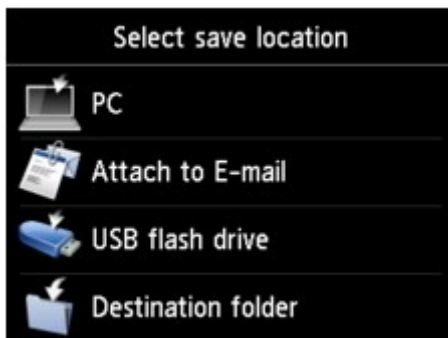 Select save location
PC
Attach to E-mail
USB flash drive
Destination folder